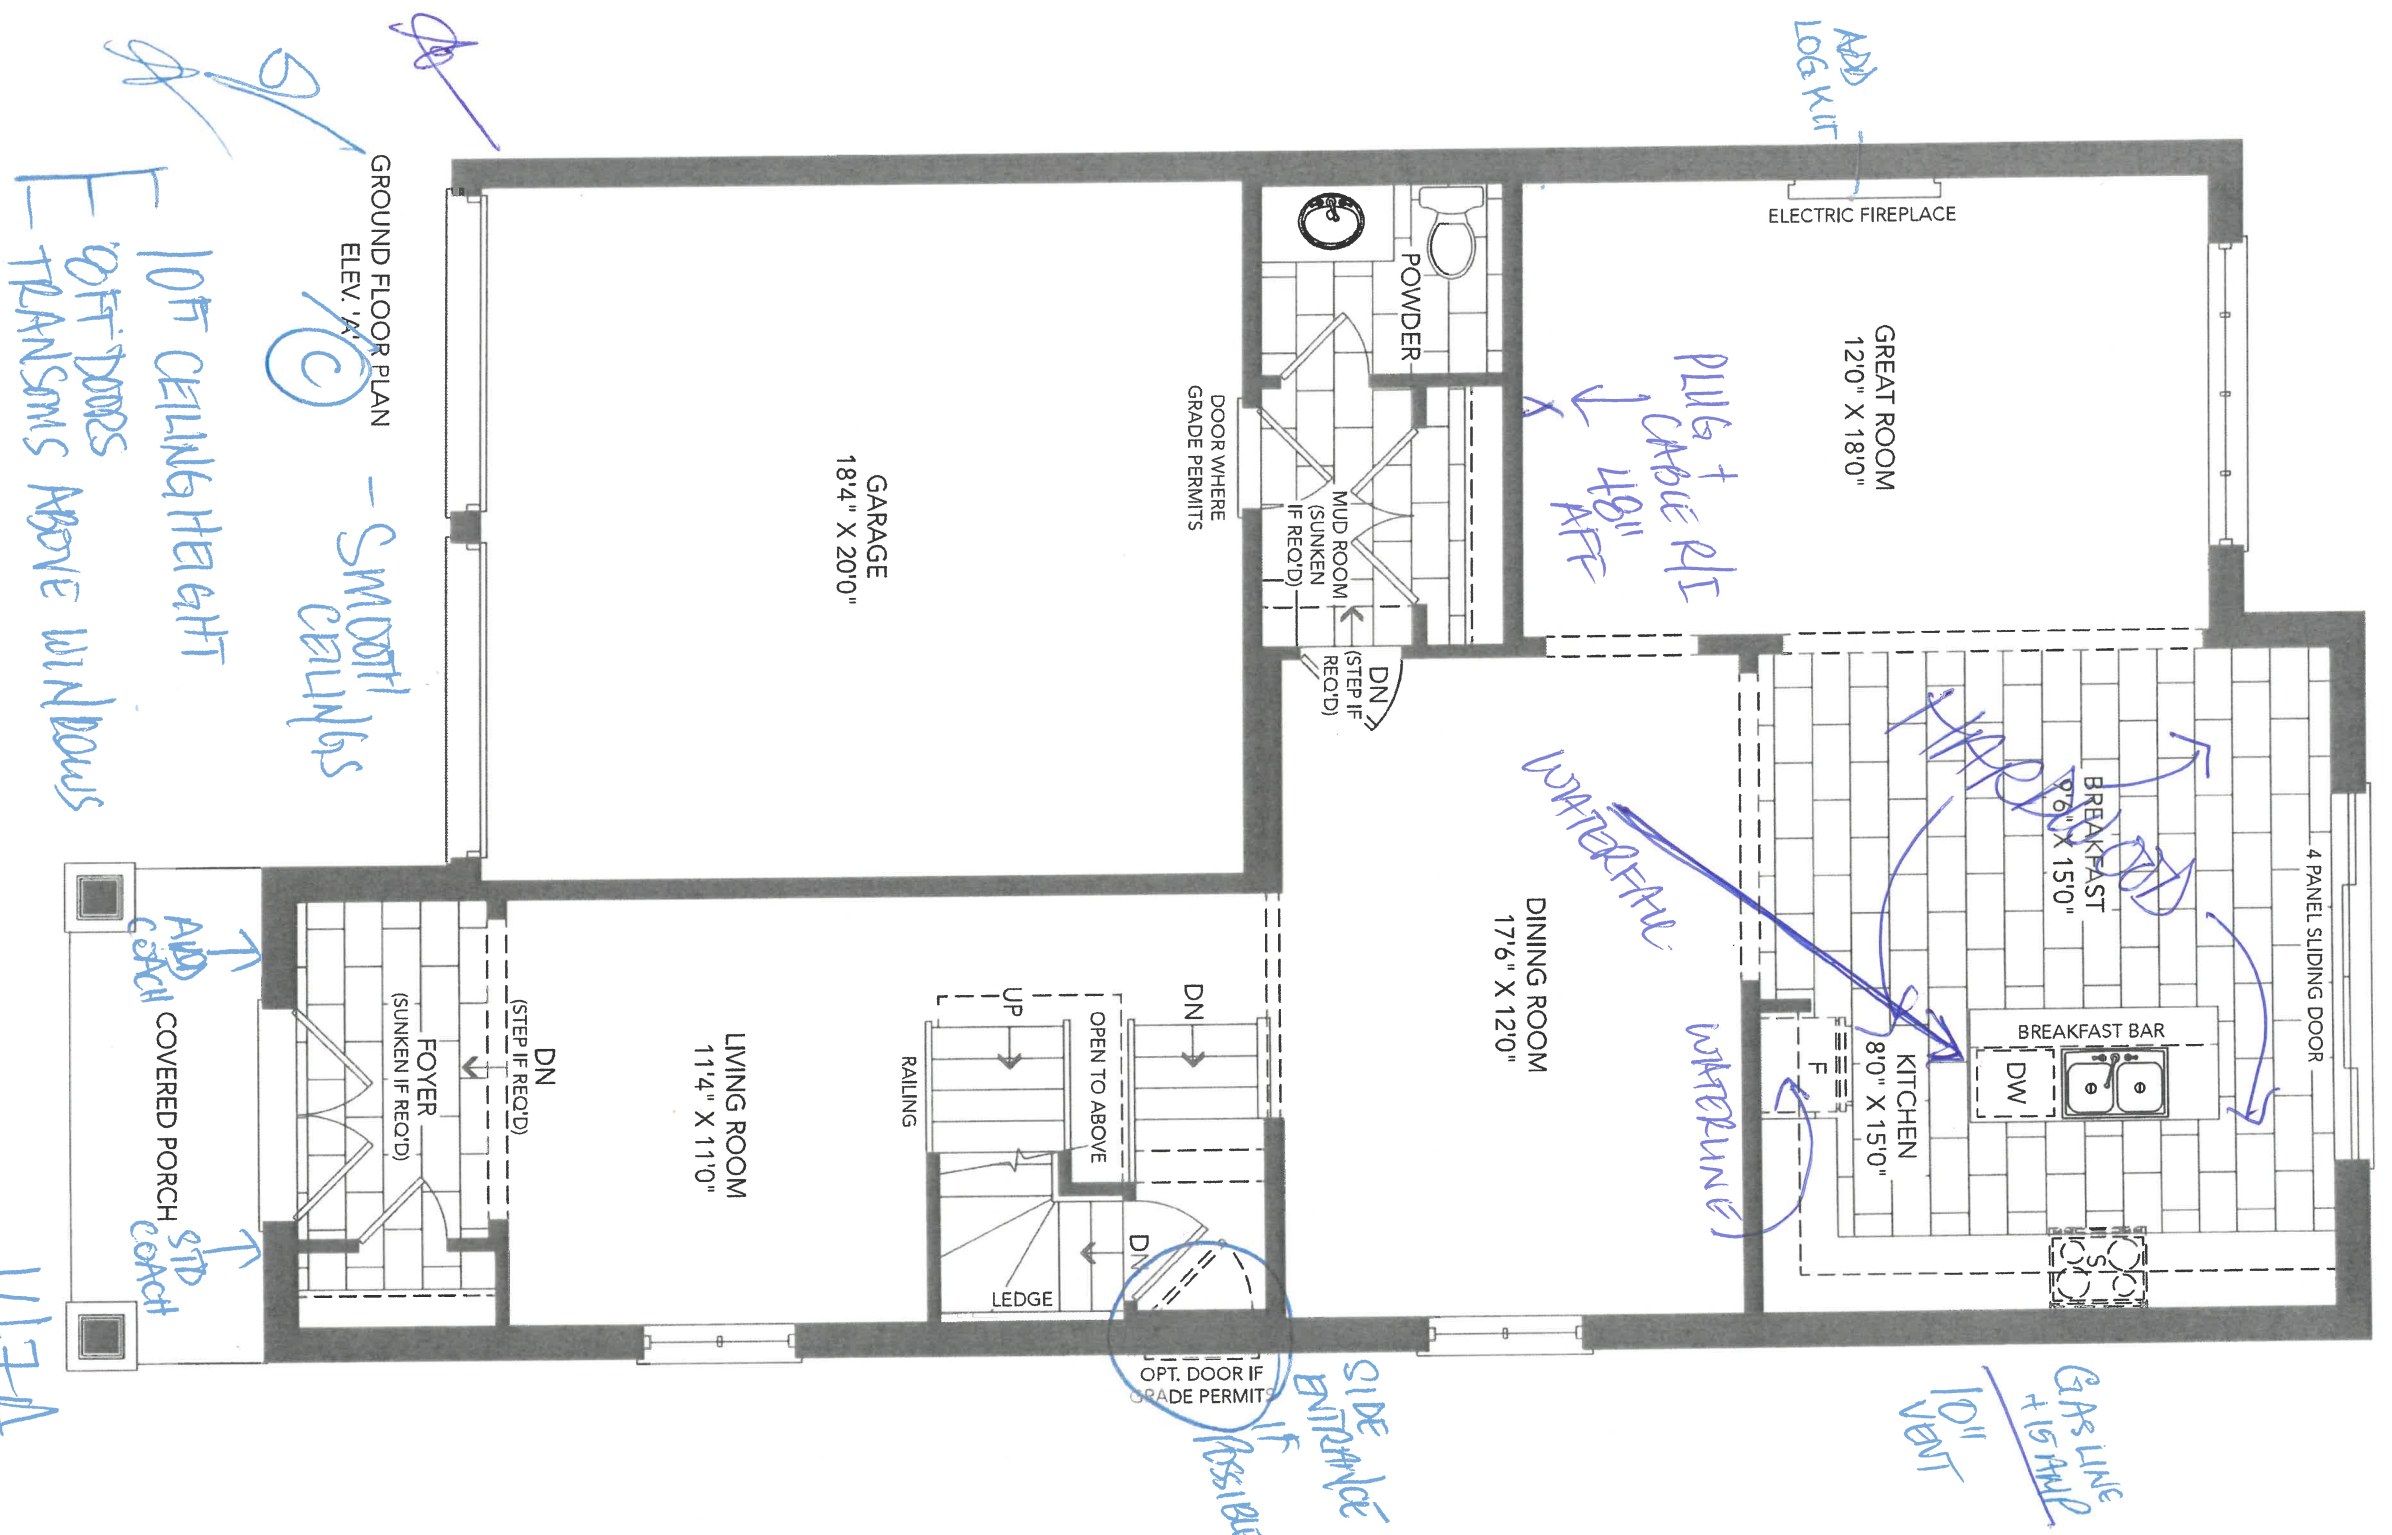 ADD
LOG KIT
ELECTRIC FIREPLACE
GREAT ROOM
12'0" X 18'0"
PLUG +
CABLE R/I
48"
AFF
X
4 PANEL SLIDING DOOR
BREAKFAST
9'6" X 15'0"
HARDWOOD
BREAKFAST BAR
DW
KITCHEN
8'0" X 15'0"
F
S
GASLINE
+ 15 AMP
10"
VENT
WATERFALL
WATERLINE
DINING ROOM
17'6" X 12'0"
POWDER
MUD ROOM
(SUNKEN
IF REQ'D)
DN
(STEP IF
REQ'D)
DOOR WHERE
GRADE PERMITS
GARAGE
18'4" X 20'0"
DN
OPEN TO ABOVE
UP
RAILING
DN
LEDGE
OPT. DOOR IF
GRADE PERMITS
SIDE
ENTRANCE
IF
POSSIBLE
LIVING ROOM
11'4" X 11'0"
DN
(STEP IF REQ'D)
FOYER
(SUNKEN IF REQ'D)
COVERED PORCH
ADD
COACH
STD
COACH
GROUND FLOOR PLAN
ELEV. 'A'
C
- SMOOTH
CEILINGS
10FT CEILING HEIGHT
8FT DOORS
- TRANSOMS ABOVE WINDOWS